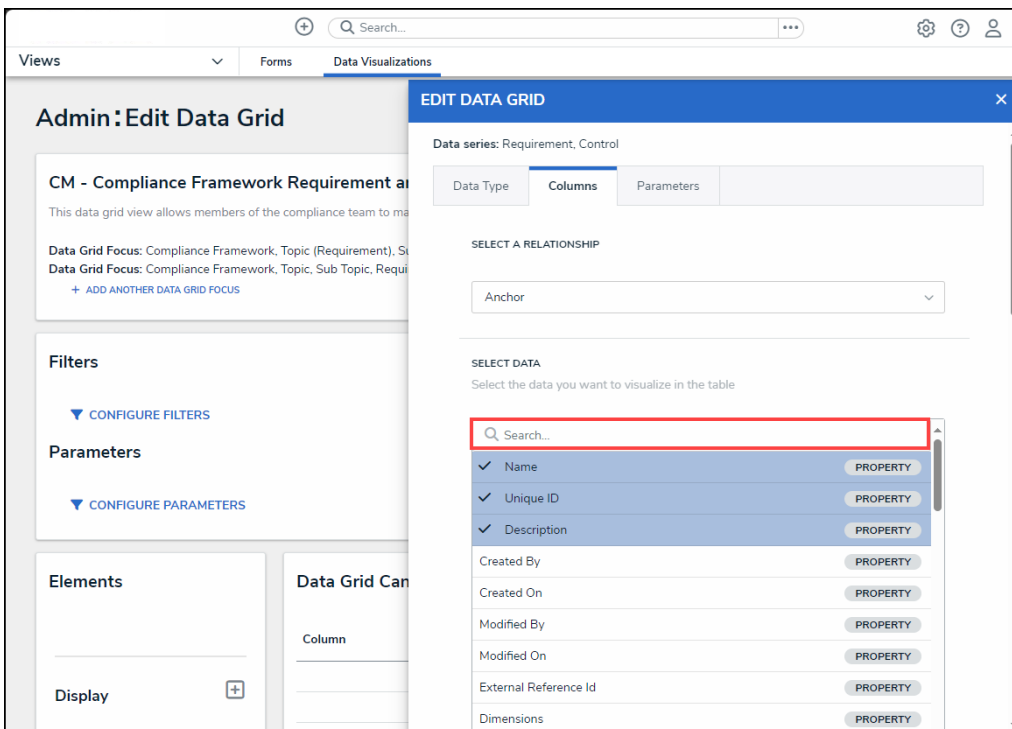 Search...
Views
Forms
Data Visualizations
Admin:Edit Data Grid
CM - Compliance Framework Requirement
This data grid view allows members of the compliance team to
Data Grid Focus: Compliance Framework, Topic (Requirement),
Data Grid Focus: Compliance Framework, Topic, Sub Topic,
+ ADD ANOTHER DATA GRID FOCUS
Filters
CONFIGURE FILTERS
Parameters
CONFIGURE PARAMETERS
Elements
Display
Data Grid
Column
EDIT DATA GRID
Data series: Requirement, Control
Data Type
Columns
Parameters
SELECT A RELATIONSHIP
Anchor
SELECT DATA
Select the data you want to visualize in the table
Search...
Name PROPERTY
Unique ID PROPERTY
Description PROPERTY
Created By PROPERTY
Created On PROPERTY
Modified By PROPERTY
Modified On PROPERTY
External Reference Id PROPERTY
Dimensions PROPERTY